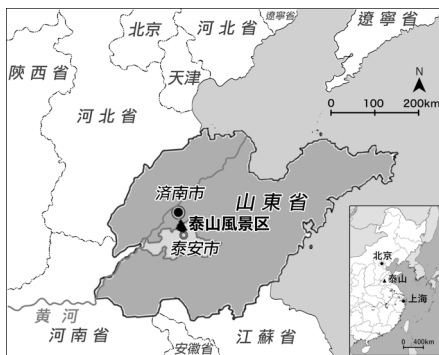 遼寧省
河北省
遼寧省
北京
陝西省
天津
N
河北省
0 100 200km
済南市
山東省
泰山風景区
泰安市
北京
泰山
黄河
上海
河南省
江蘇省
安徽省
0 400km